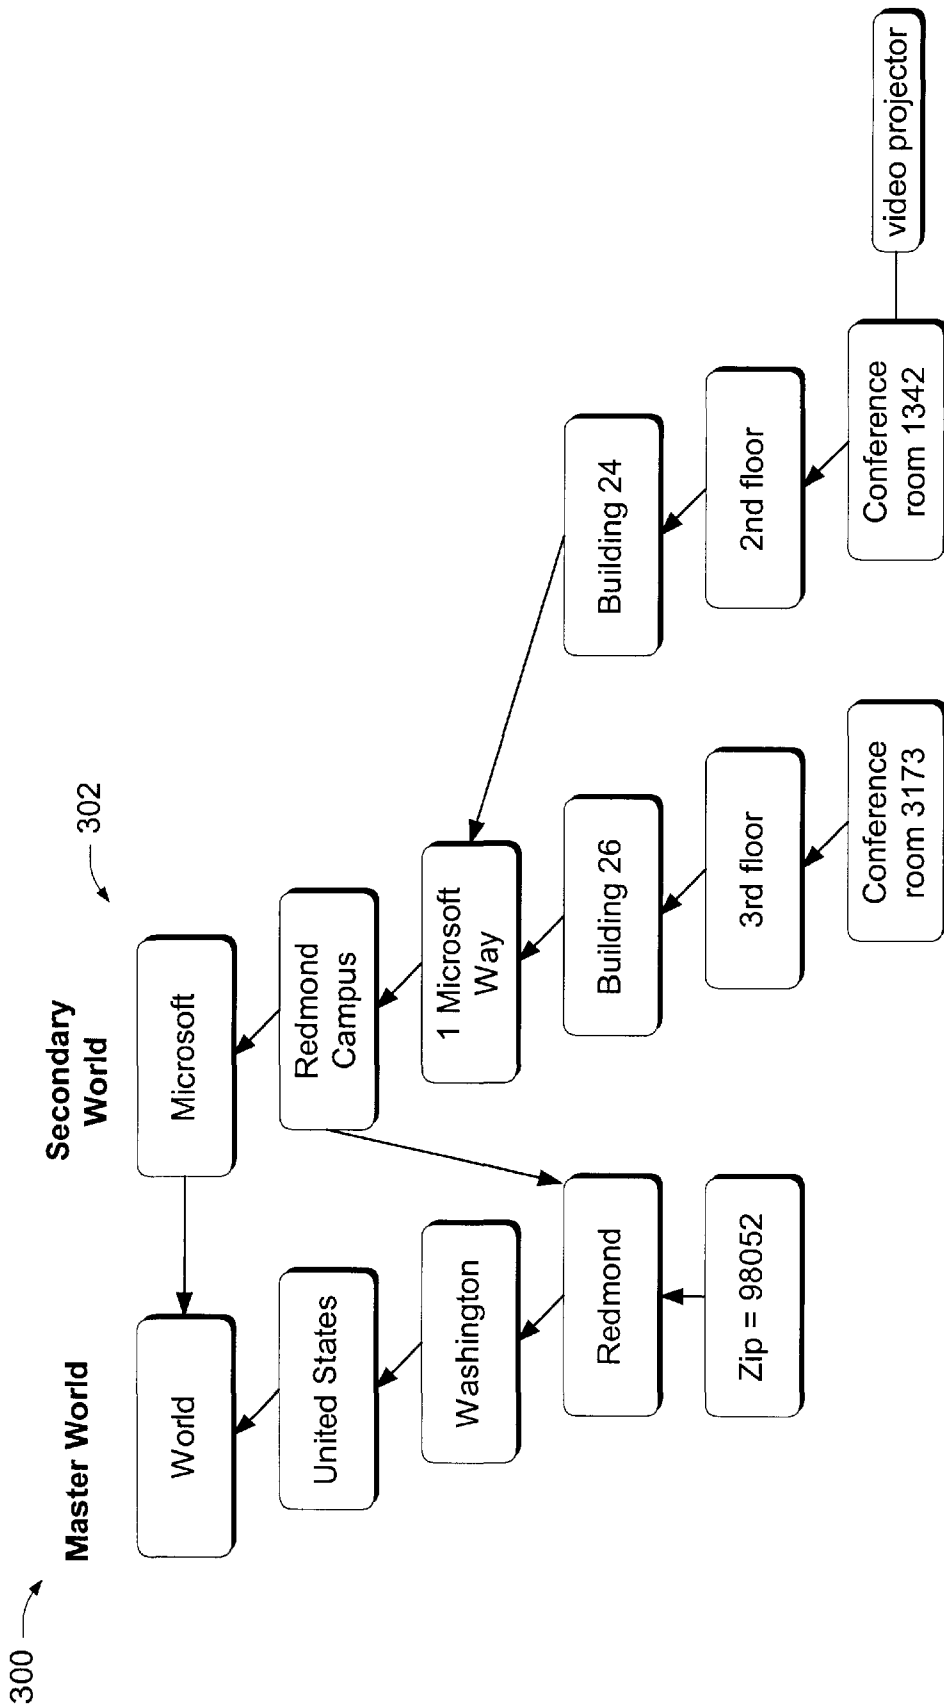 300
Master World
World
United States
Washington
Redmond
Zip = 98052
Secondary
World
302
Microsoft
Redmond
Campus
1 Microsoft
Way
Building 26
3rd floor
Conference
room 3173
Building 24
2nd floor
Conference
room 1342
video projector